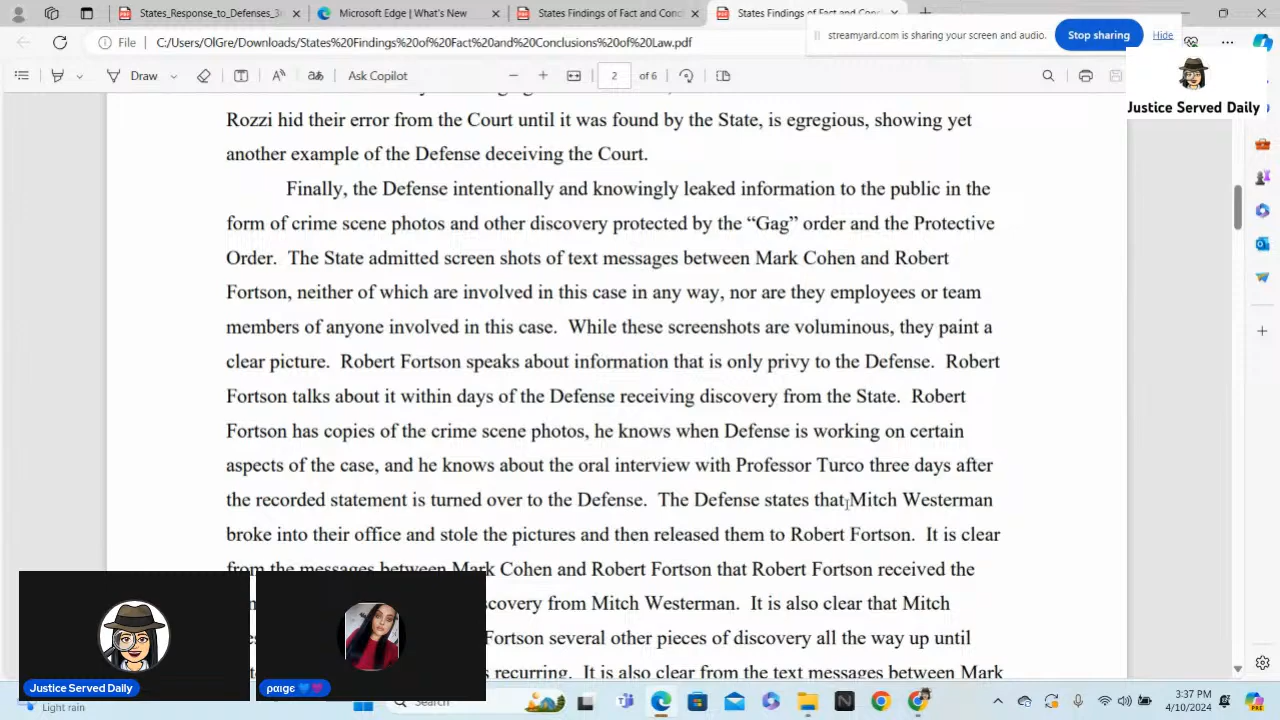 States_Response_to_Defenses_3
Microsoft Edge | What's New
States Findings of Fact and Conc
States Findings of Fact and Conc
File
C:/Users/OlGre/Downloads/States%20Findings%20of%20Fact%20and%20Conclusions%20of%20Law.pdf
streamyard.com is sharing your screen and audio.
Stop sharing
Hide
Draw
Ask Copilot
2
of 6
Justice Served Daily
Rozzi hid their error from the Court until it was found by the State, is egregious, showing yet
another example of the Defense deceiving the Court.
Finally, the Defense intentionally and knowingly leaked information to the public in the
form of crime scene photos and other discovery protected by the “Gag” order and the Protective
Order. The State admitted screen shots of text messages between Mark Cohen and Robert
Fortson, neither of which are involved in this case in any way, nor are they employees or team
members of anyone involved in this case. While these screenshots are voluminous, they paint a
clear picture. Robert Fortson speaks about information that is only privy to the Defense. Robert
Fortson talks about it within days of the Defense receiving discovery from the State. Robert
Fortson has copies of the crime scene photos, he knows when Defense is working on certain
aspects of the case, and he knows about the oral interview with Professor Turco three days after
the recorded statement is turned over to the Defense. The Defense states that Mitch Westerman
broke into their office and stole the pictures and then released them to Robert Fortson. It is clear
from the messages between Mark Cohen and Robert Fortson that Robert Fortson received the
scovery from Mitch Westerman. It is also clear that Mitch
Fortson several other pieces of discovery all the way up until
s recurring. It is also clear from the text messages between Mark
Justice Served Daily
ραιgє 💙💗
Light rain
Search
3:37 PM
4/10/2024